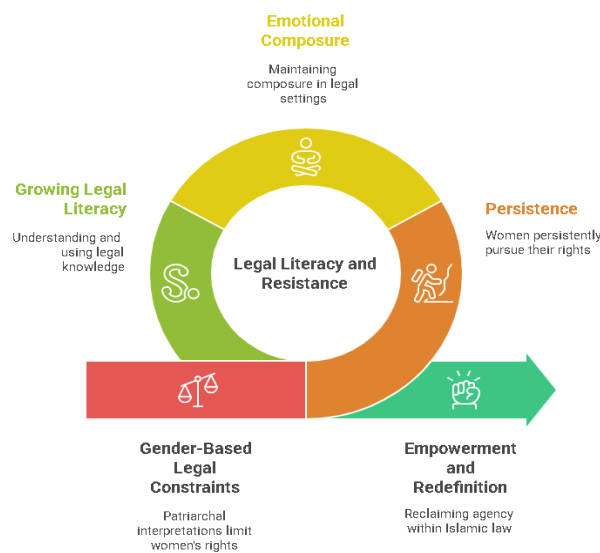 Emotional
Composure
Maintaining
composure in legal
settings
Growing Legal
Literacy
Understanding and
using legal
knowledge
Legal Literacy and
Resistance
Persistence
Women persistently
pursue their rights
Gender-Based
Legal
Constraints
Patriarchal
interpretations limit
women's rights
Empowerment
and
Redefinition
Reclaiming agency
within Islamic law